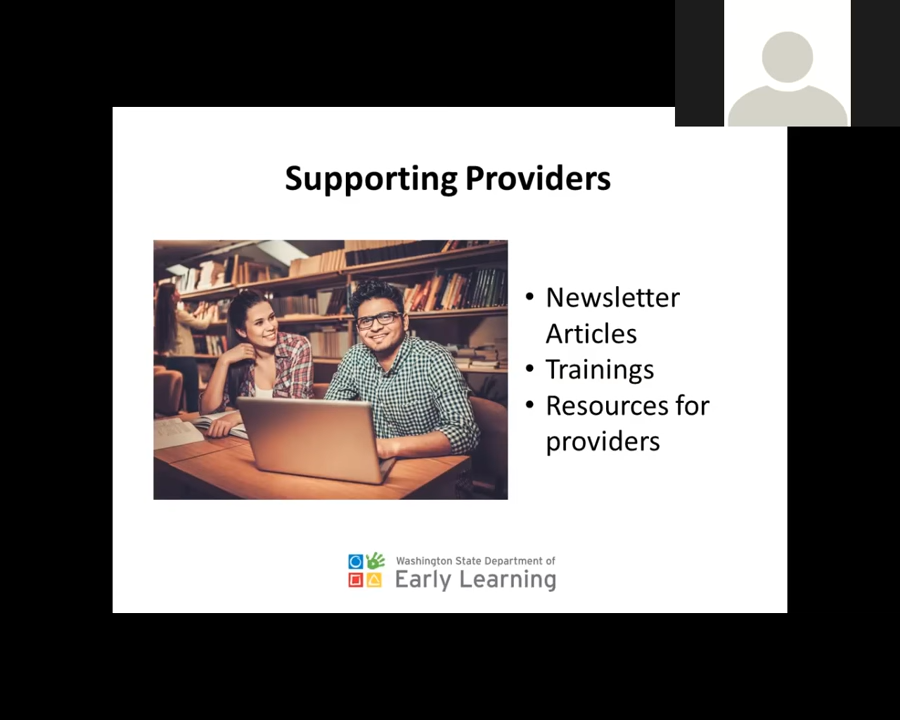 Supporting Providers
• Newsletter
Articles
• Trainings
• Resources for
providers
Washington State Department of
Early Learning